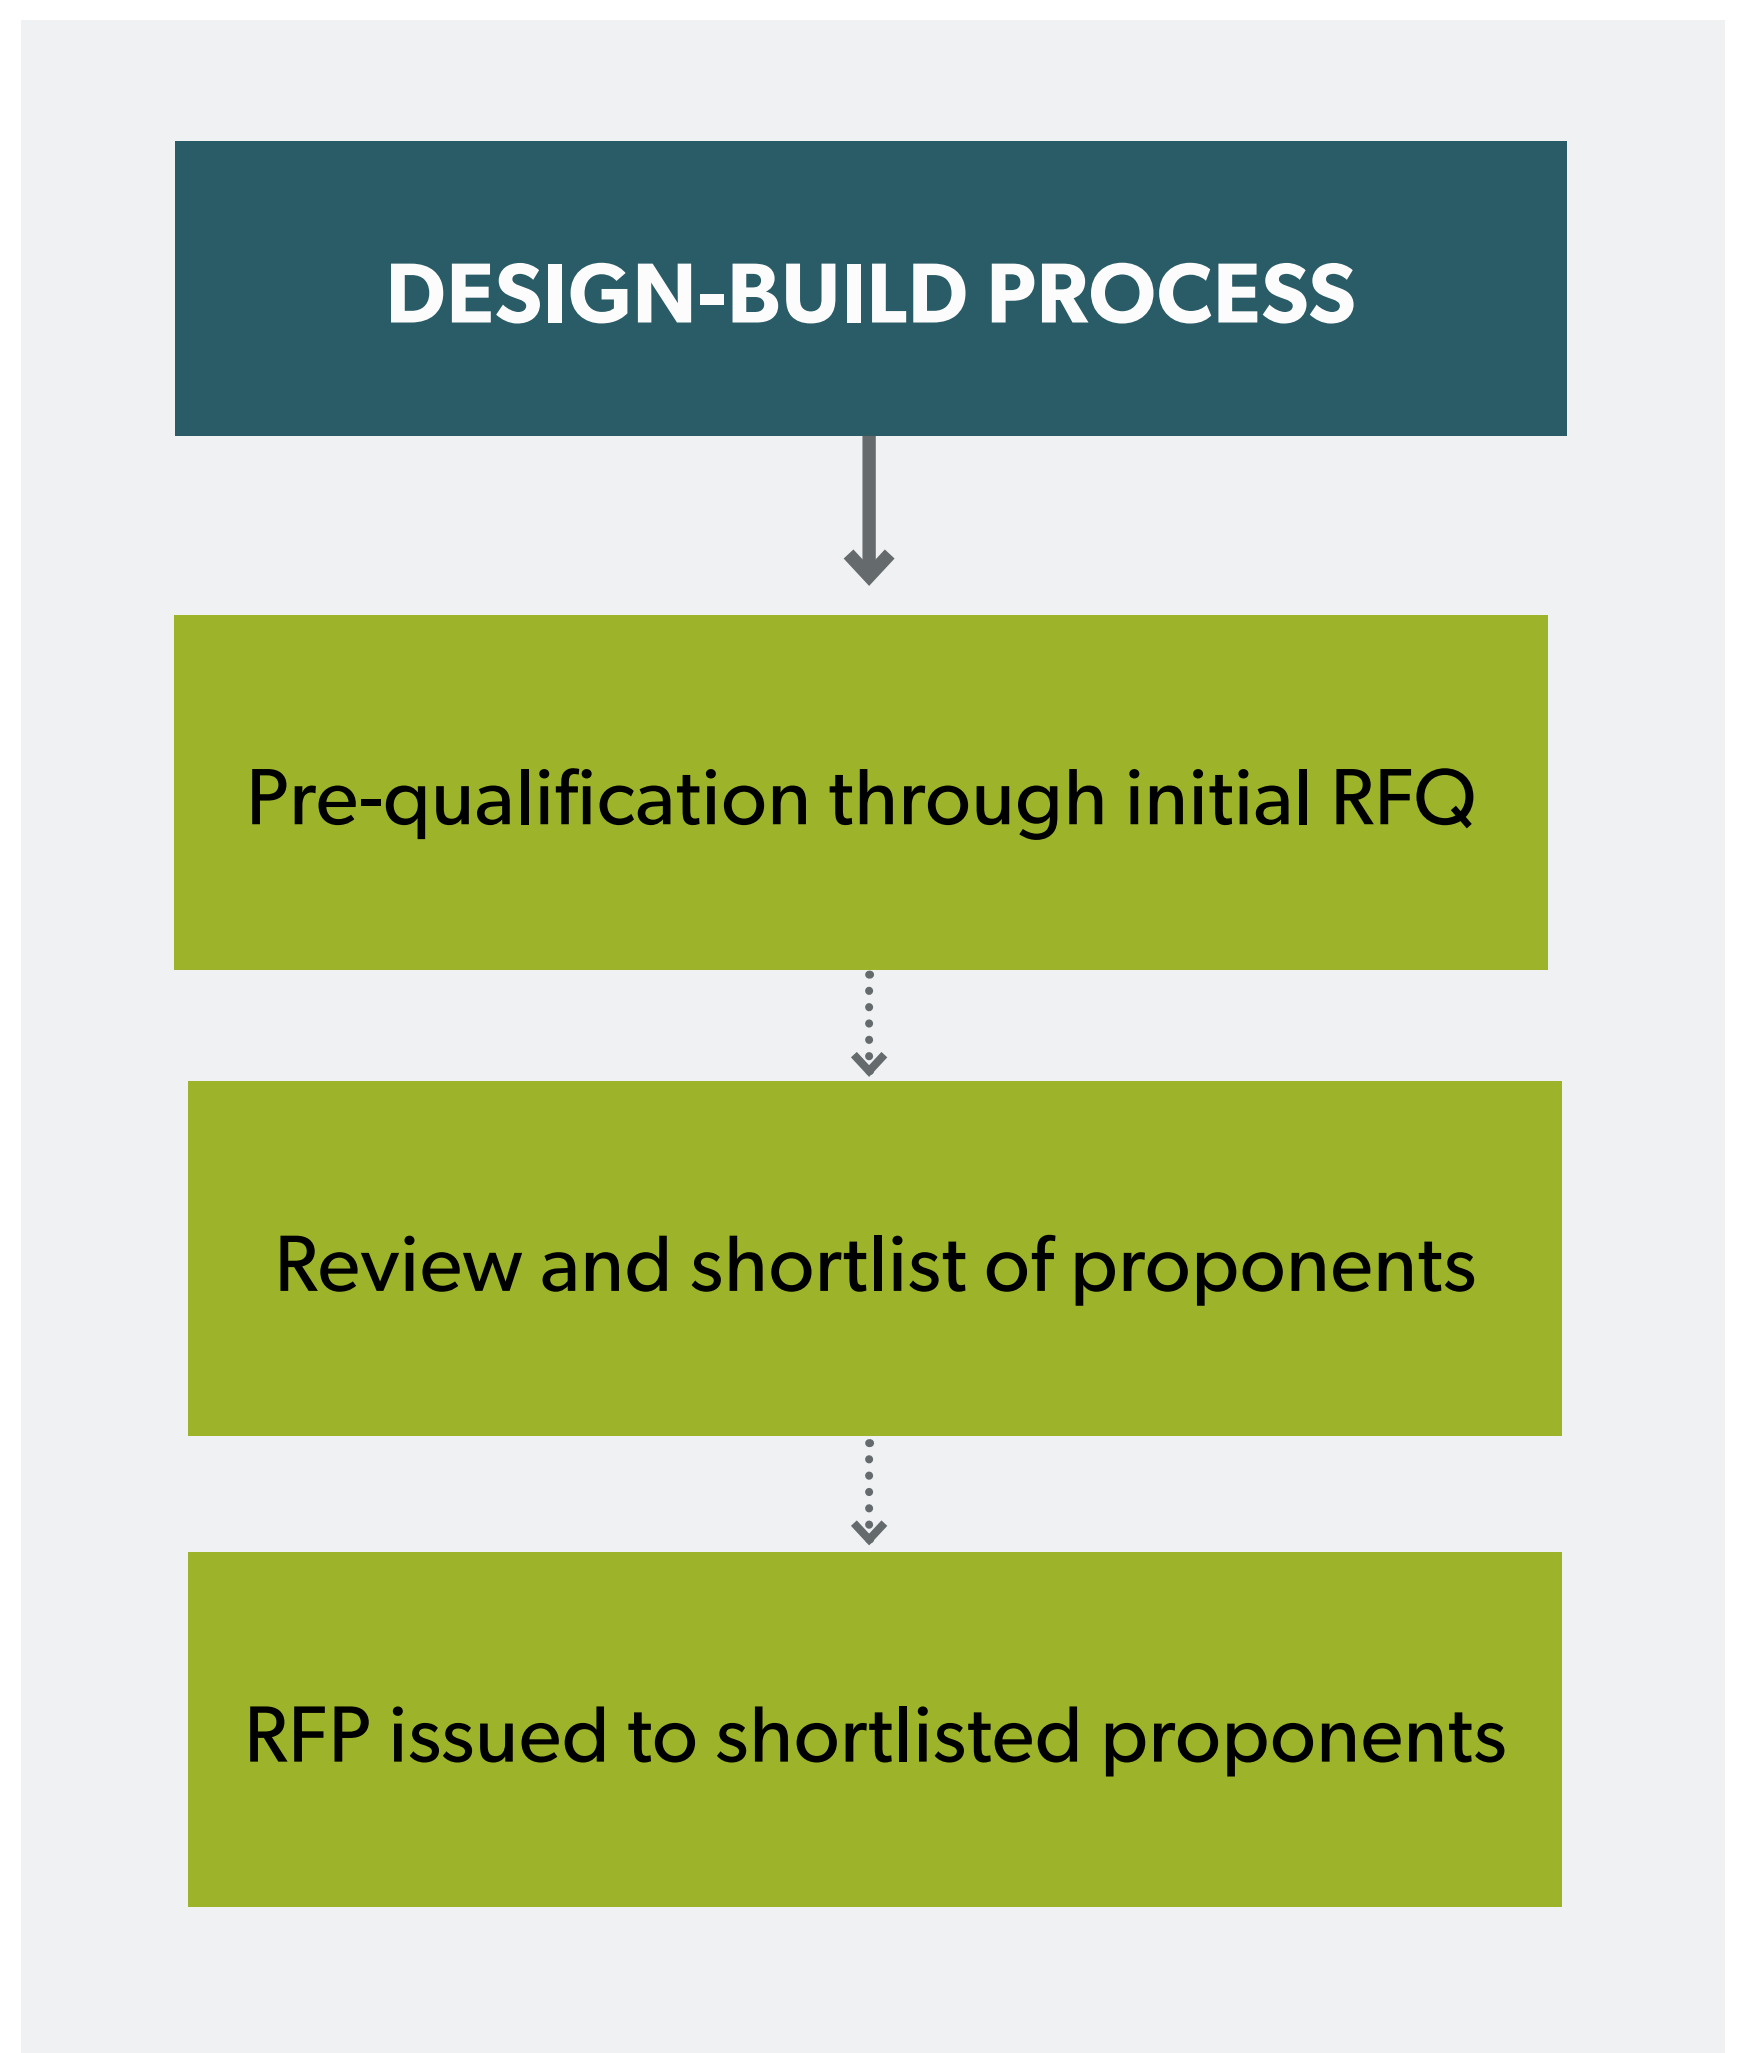 DESIGN-BUILD PROCESS
Pre-qualification through initial RFQ
Review and shortlist of proponents
RFP issued to shortlisted proponents